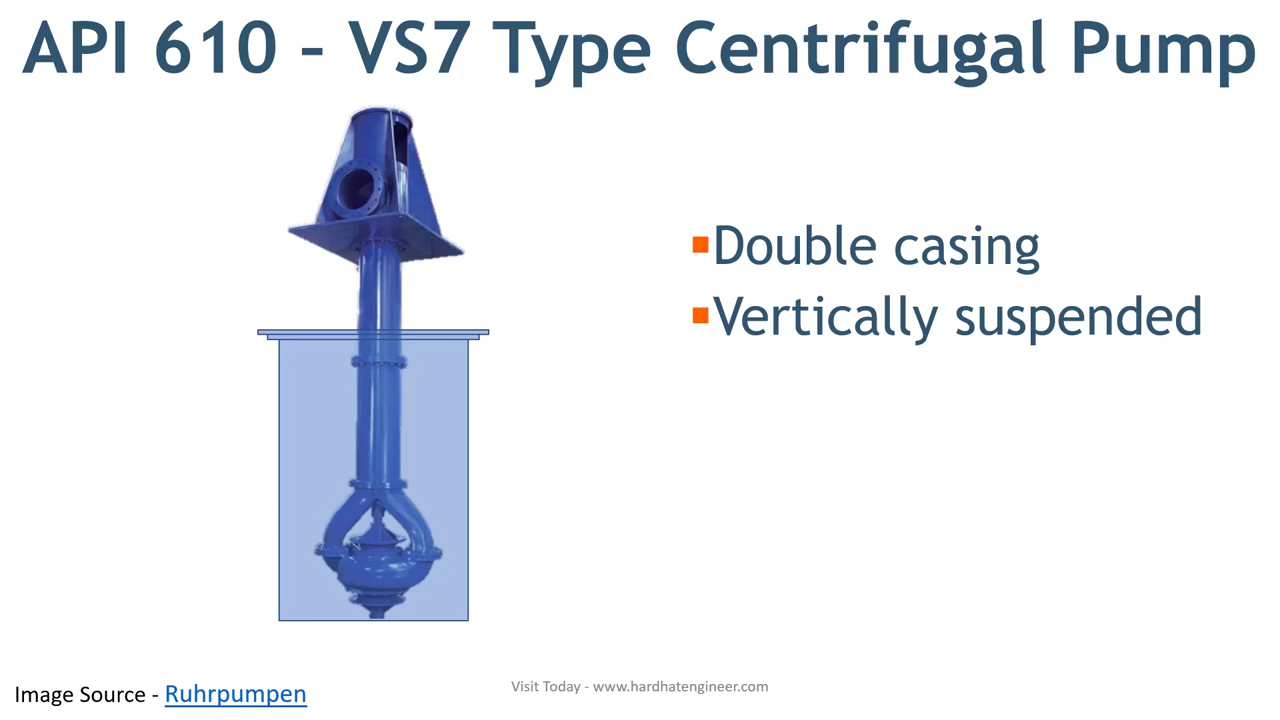 API 610 – VS7 Type Centrifugal Pump
▪Double casing
▪Vertically suspended
Image Source - Ruhrpumpen
Visit Today - www.hardhatengineer.com